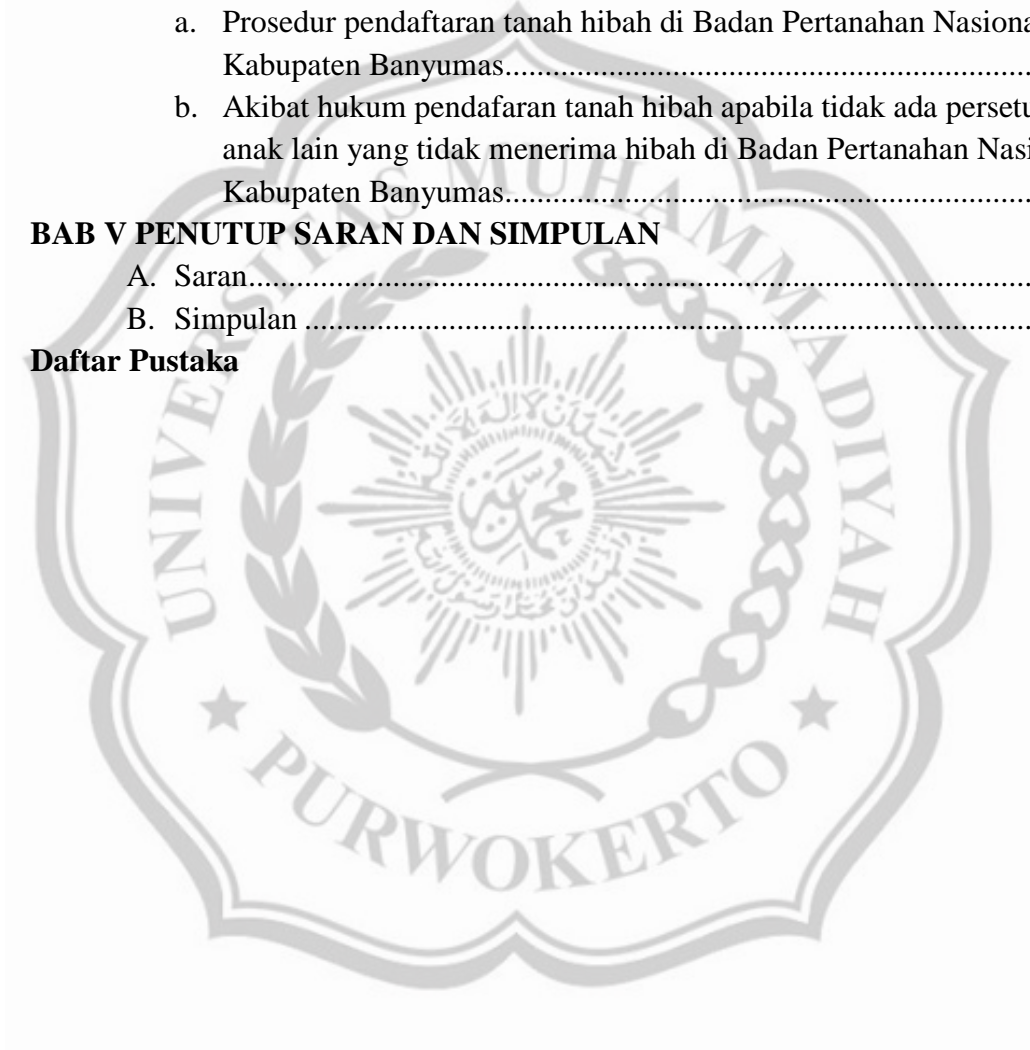 a. Prosedur pendaftaran tanah hibah di Badan Pertanahan Nasiona
Kabupaten Banyumas..........................................................................
b. Akibat hukum pendafaran tanah hibah apabila tidak ada persetu
anak lain yang tidak menerima hibah di Badan Pertanahan Nasi
Kabupaten Banyumas..........................................................................
BAB V PENUTUP SARAN DAN SIMPULAN
A. Saran..................................................................................................
B. Simpulan ...........................................................................................
Daftar Pustaka
UNIVERSITAS MUHAMMADIYAH
PURWOKERTO